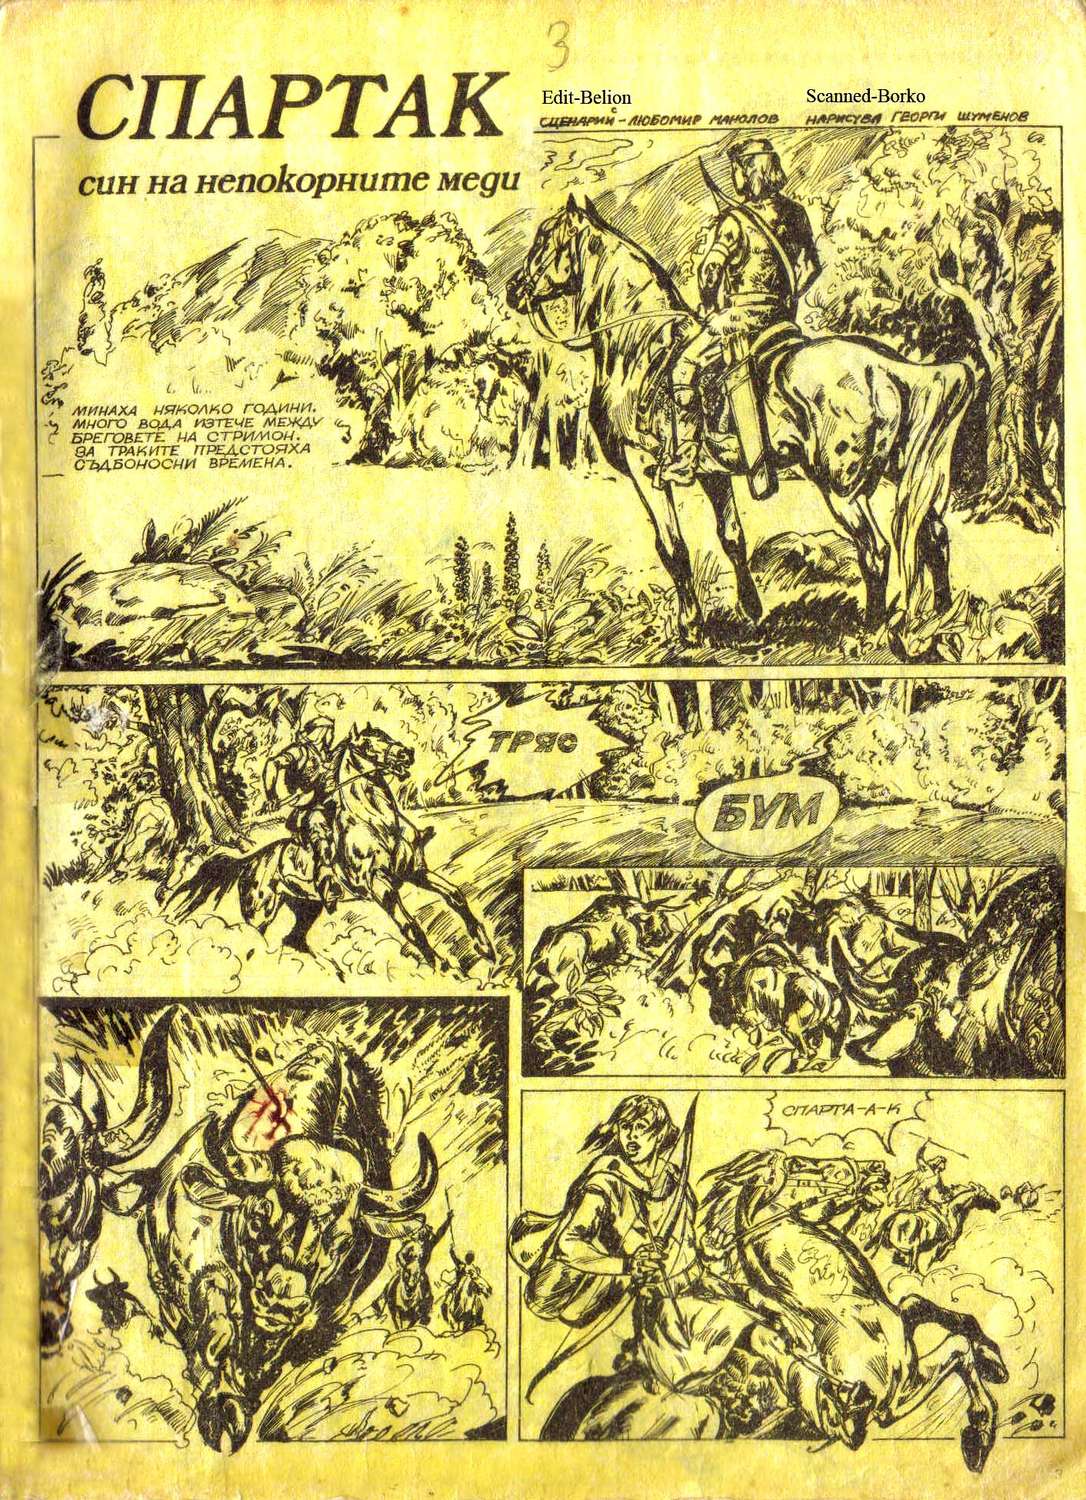 3
СПАРТАК
син на непокорните меди
Edit-Belion
Scanned-Borko
СЦЕНАРИЙ - ЛЮБОМИР МАНОЛОВ
НАРИСУВА ГЕОРГИ ШУМЕНОВ
МИНАХА НЯКОЛКО ГОДИНИ.
МНОГО ВОДА ИЗТЕЧЕ МЕЖДУ
БРЕГОВЕТЕ НА СТРИМОН.
ЗА ТРАКИТЕ ПРЕДСТОЯХА
СЪДБОНОСНИ ВРЕМЕНА.
ТРЯС
БУМ
СПАРТА-А-К